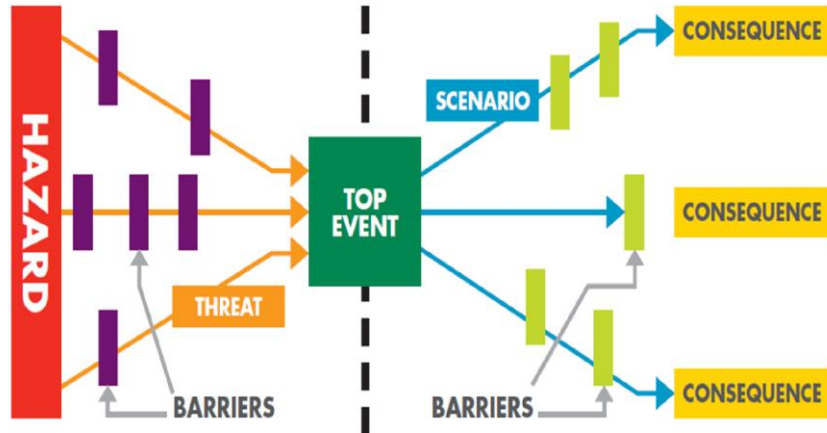 HAZARD
CONSEQUENCE
SCENARIO
TOP
EVENT
CONSEQUENCE
THREAT
BARRIERS
BARRIERS
CONSEQUENCE